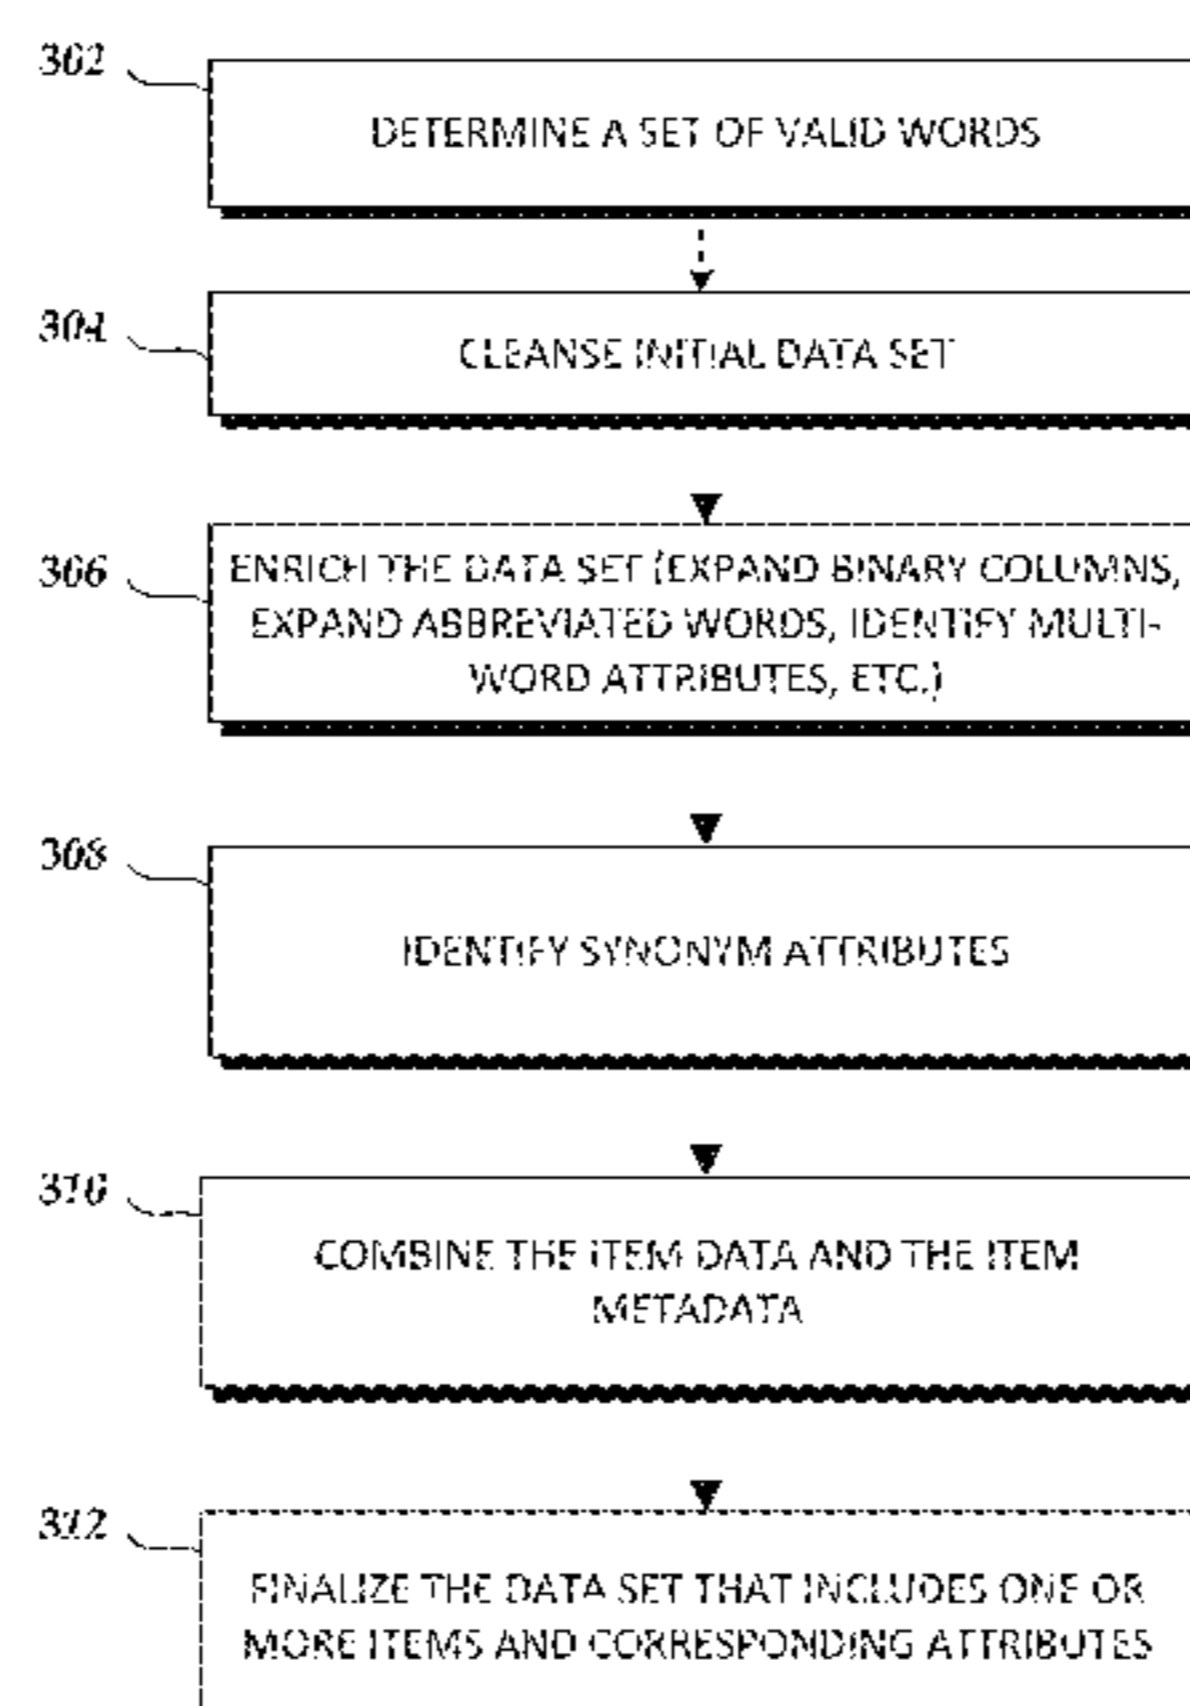 302
DETERMINE A SET OF VALID WORDS
304
CLEANSE INITIAL DATA SET
306
ENRICH THE DATA SET (EXPAND BINARY COLUMNS,
EXPAND ABBREVIATED WORDS, IDENTIFY MULTI-
WORD ATTRIBUTES, ETC.)
308
IDENTIFY SYNONYM ATTRIBUTES
310
COMBINE THE ITEM DATA AND THE ITEM
METADATA
312
FINALIZE THE DATA SET THAT INCLUDES ONE OR
MORE ITEMS AND CORRESPONDING ATTRIBUTES